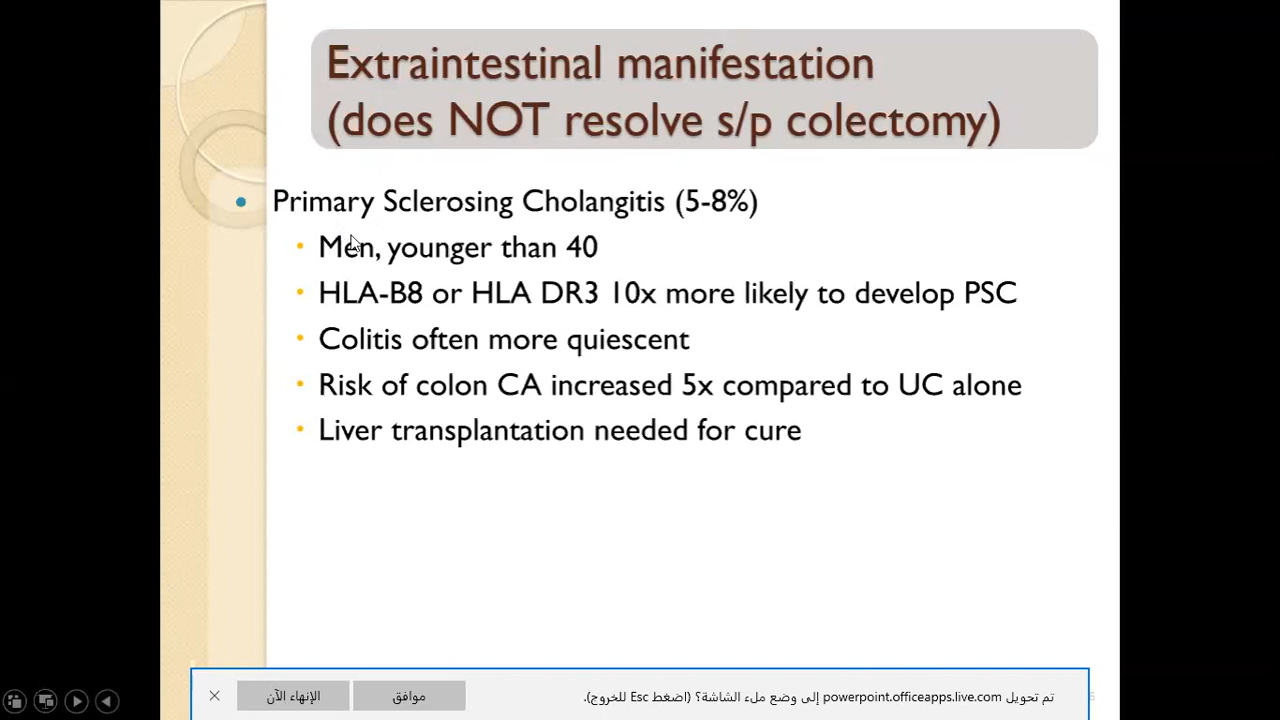 Extraintestinal manifestation
(does NOT resolve s/p colectomy)
Primary Sclerosing Cholangitis (5-8%)
Men, younger than 40
HLA-B8 or HLA DR3 10x more likely to develop PSC
Colitis often more quiescent
Risk of colon CA increased 5x compared to UC alone
Liver transplantation needed for cure
تم تحويل powerpoint.officeapps.live.com إلى وضع ملء الشاشة؟ (اضغط Esc للخروج).
موافق
الإنهاء الآن